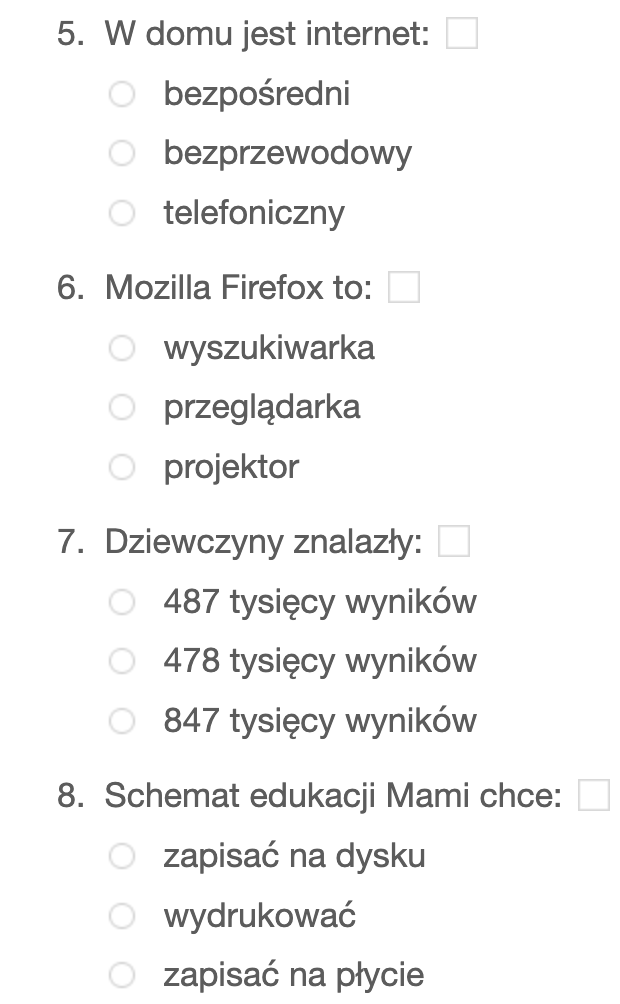 5. W domu jest internet:
bezpośredni
bezprzewodowy
telefoniczny
6. Mozilla Firefox to:
wyszukiwarka
przeglądarka
projektor
7. Dziewczyny znalazły:
487 tysięcy wyników
478 tysięcy wyników
847 tysięcy wyników
8. Schemat edukacji Mami chce:
zapisać na dysku
wydrukować
zapisać na płycie